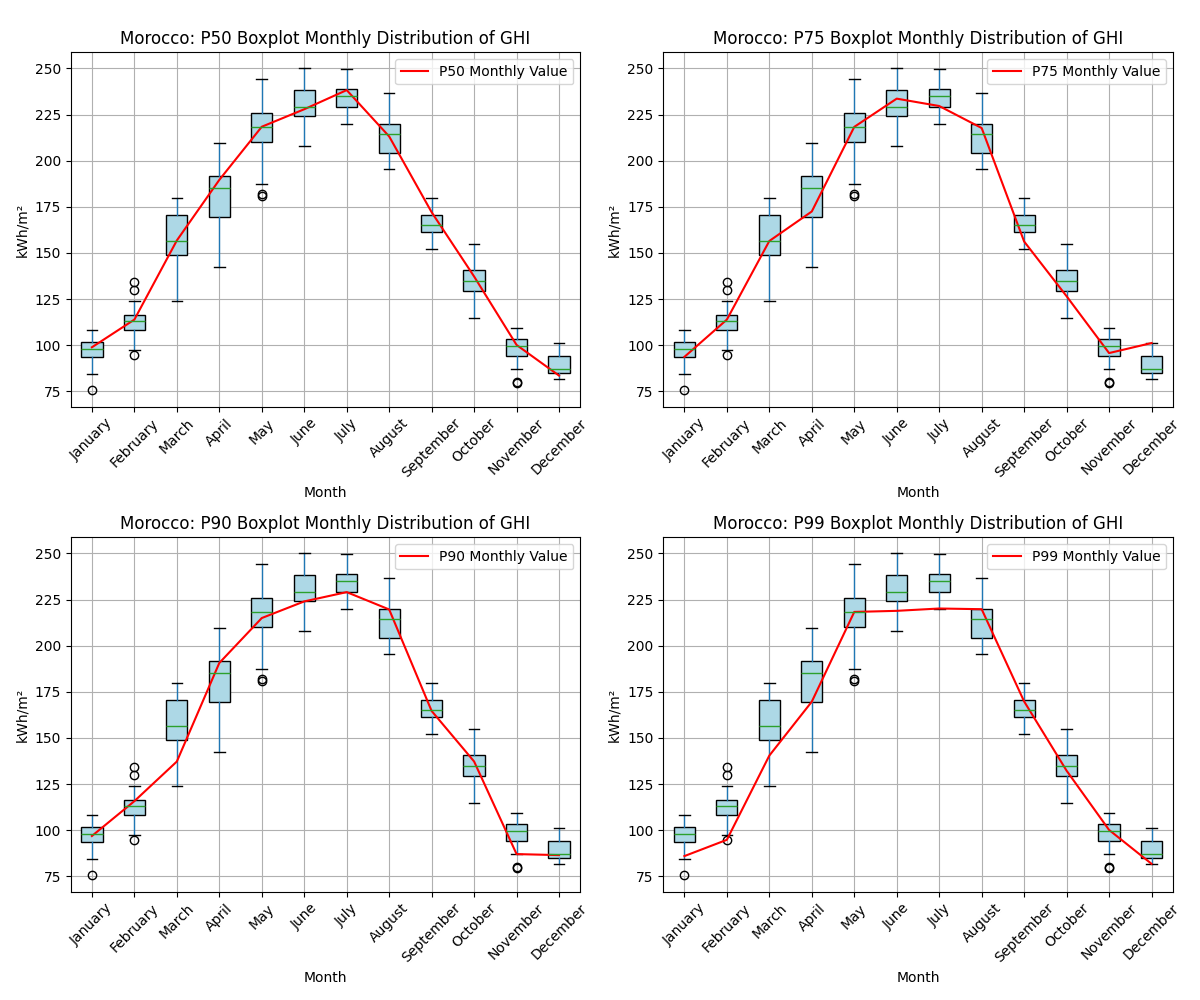 Morocco: P50 Boxplot Monthly Distribution of GHI
P50 Monthly Value
kWh/m²
250
225
200
175
150
125
100
75
January
February
March
April
May
June
July
August
September
October
November
December
Month
Morocco: P75 Boxplot Monthly Distribution of GHI
P75 Monthly Value
kWh/m²
250
225
200
175
150
125
100
75
January
February
March
April
May
June
July
August
September
October
November
December
Month
Morocco: P90 Boxplot Monthly Distribution of GHI
P90 Monthly Value
kWh/m²
250
225
200
175
150
125
100
75
January
February
March
April
May
June
July
August
September
October
November
December
Month
Morocco: P99 Boxplot Monthly Distribution of GHI
P99 Monthly Value
kWh/m²
250
225
200
175
150
125
100
75
January
February
March
April
May
June
July
August
September
October
November
December
Month